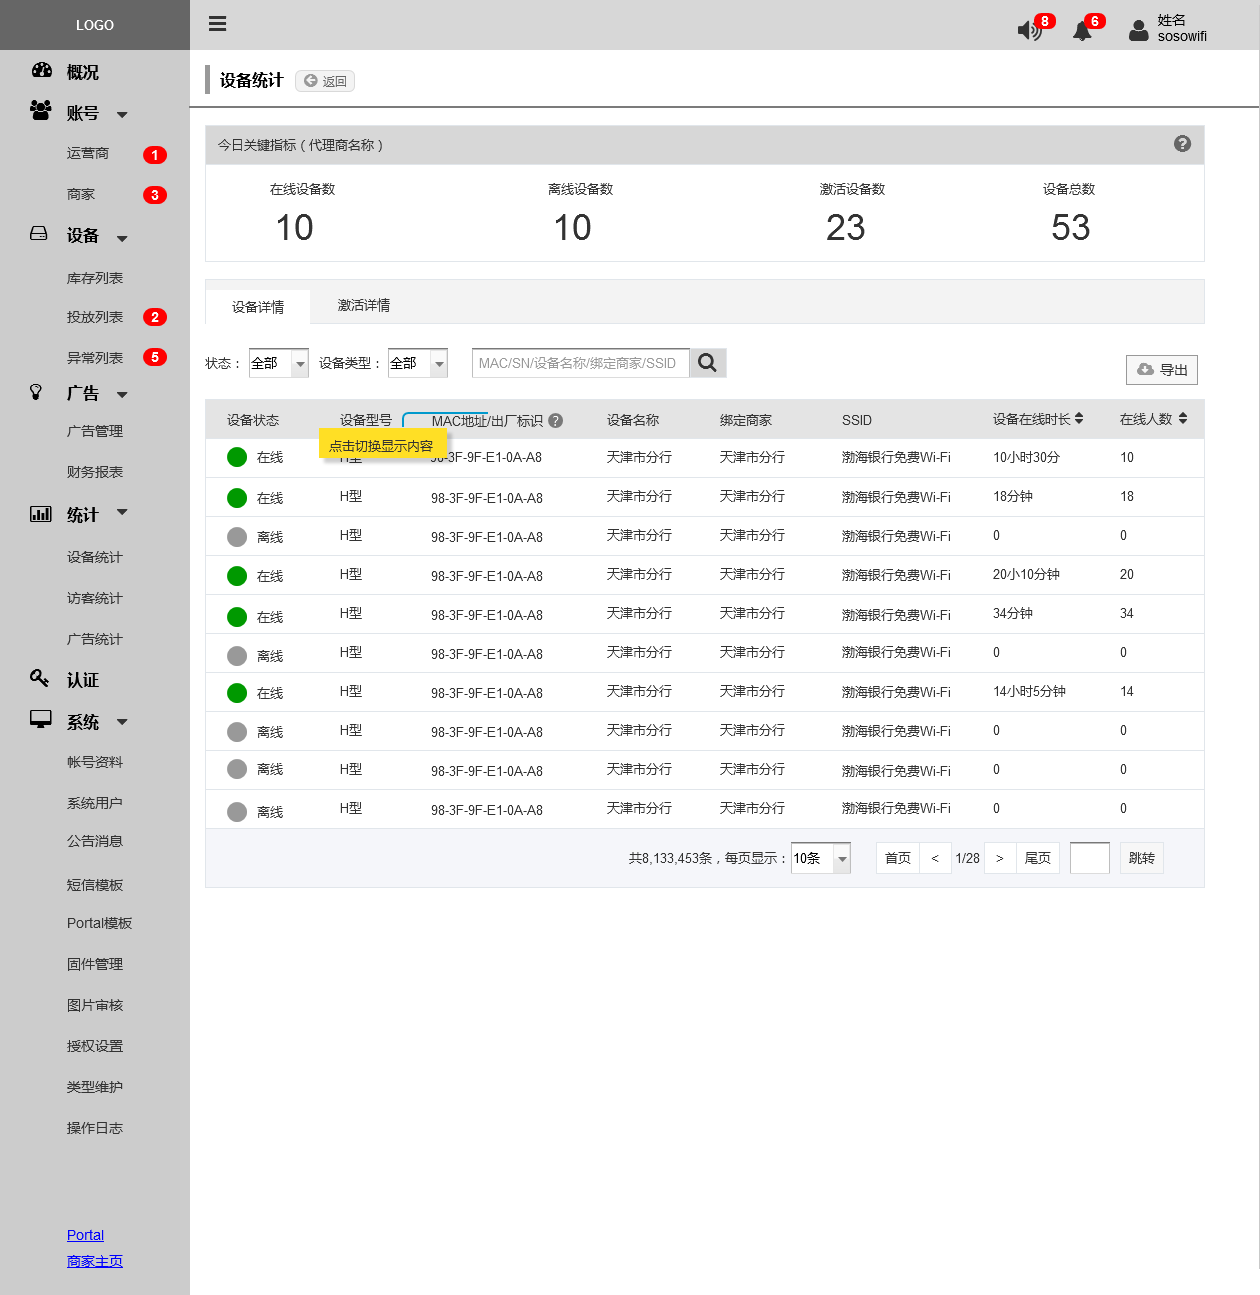 LOGO
8
6
姓名
sosowifi
概况
账号
运营商
1
商家
3
设备
库存列表
投放列表
2
异常列表
5
广告
广告管理
财务报表
统计
设备统计
访客统计
广告统计
认证
系统
帐号资料
系统用户
公告消息
短信模板
Portal模板
固件管理
图片审核
授权设置
类型维护
操作日志
Portal
商家主页
设备统计
返回
今日关键指标（代理商名称）
在线设备数 离线设备数 激活设备数 设备总数
10 10 23 53
设备详情 激活详情
状态： 全部 设备类型： 全部 MAC/SN/设备名称/绑定商家/SSID
导出
设备状态 设备型号 MAC地址/出厂标识 设备名称 绑定商家 SSID 设备在线时长 在线人数
点击切换显示内容
在线 H型 98-3F-9F-E1-0A-A8 天津市分行 天津市分行 渤海银行免费Wi-Fi 10小时30分 10
在线 H型 98-3F-9F-E1-0A-A8 天津市分行 天津市分行 渤海银行免费Wi-Fi 18分钟 18
离线 H型 98-3F-9F-E1-0A-A8 天津市分行 天津市分行 渤海银行免费Wi-Fi 0 0
在线 H型 98-3F-9F-E1-0A-A8 天津市分行 天津市分行 渤海银行免费Wi-Fi 20小10分钟 20
在线 H型 98-3F-9F-E1-0A-A8 天津市分行 天津市分行 渤海银行免费Wi-Fi 34分钟 34
离线 H型 98-3F-9F-E1-0A-A8 天津市分行 天津市分行 渤海银行免费Wi-Fi 0 0
在线 H型 98-3F-9F-E1-0A-A8 天津市分行 天津市分行 渤海银行免费Wi-Fi 14小时5分钟 14
离线 H型 98-3F-9F-E1-0A-A8 天津市分行 天津市分行 渤海银行免费Wi-Fi 0 0
离线 H型 98-3F-9F-E1-0A-A8 天津市分行 天津市分行 渤海银行免费Wi-Fi 0 0
离线 H型 98-3F-9F-E1-0A-A8 天津市分行 天津市分行 渤海银行免费Wi-Fi 0 0
共8,133,453条，每页显示： 10条 首页 < 1/28 > 尾页 跳转